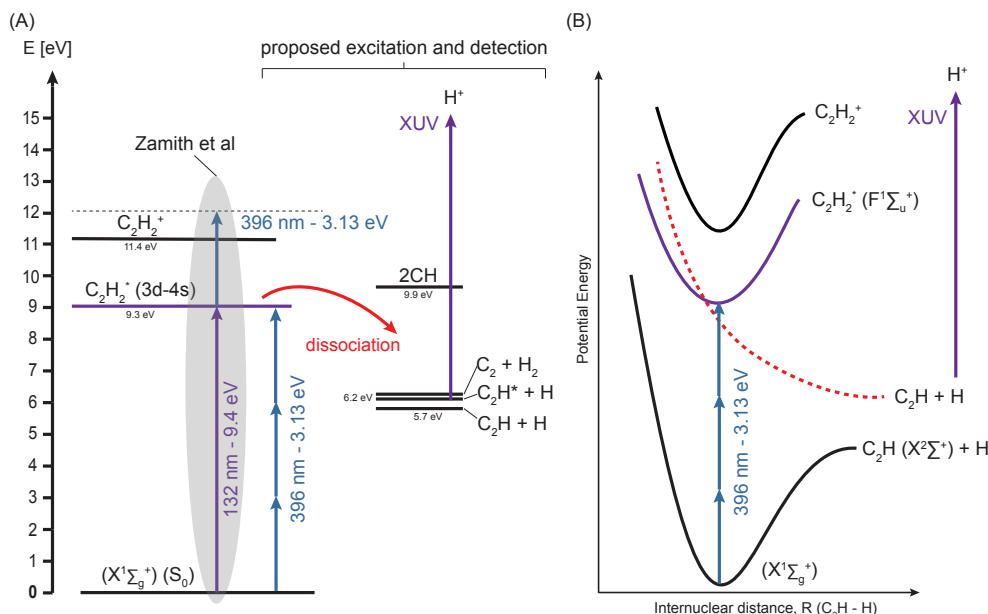 (A)
E [eV]
proposed excitation and detection
H⁺
XUV
15
14
13
12
11
10
9
8
7
6
5
4
3
2
1
0
Zamith et al
396 nm - 3.13 eV
C₂H₂⁺
11.4 eV
C₂H₂* (3d-4s)
9.3 eV
2CH
9.9 eV
dissociation
C₂ + H₂
6.2 eV
C₂H* + H
5.7 eV
C₂H + H
132 nm - 9.4 eV
396 nm - 3.13 eV
(X¹Σg⁺) (S₀)
(B)
H⁺
XUV
C₂H₂⁺
C₂H₂* (F¹Σu⁺)
Potential Energy
C₂H + H
396 nm - 3.13 eV
C₂H (X²Σ⁺) + H
(X¹Σg⁺)
Internuclear distance, R (C₂H - H)